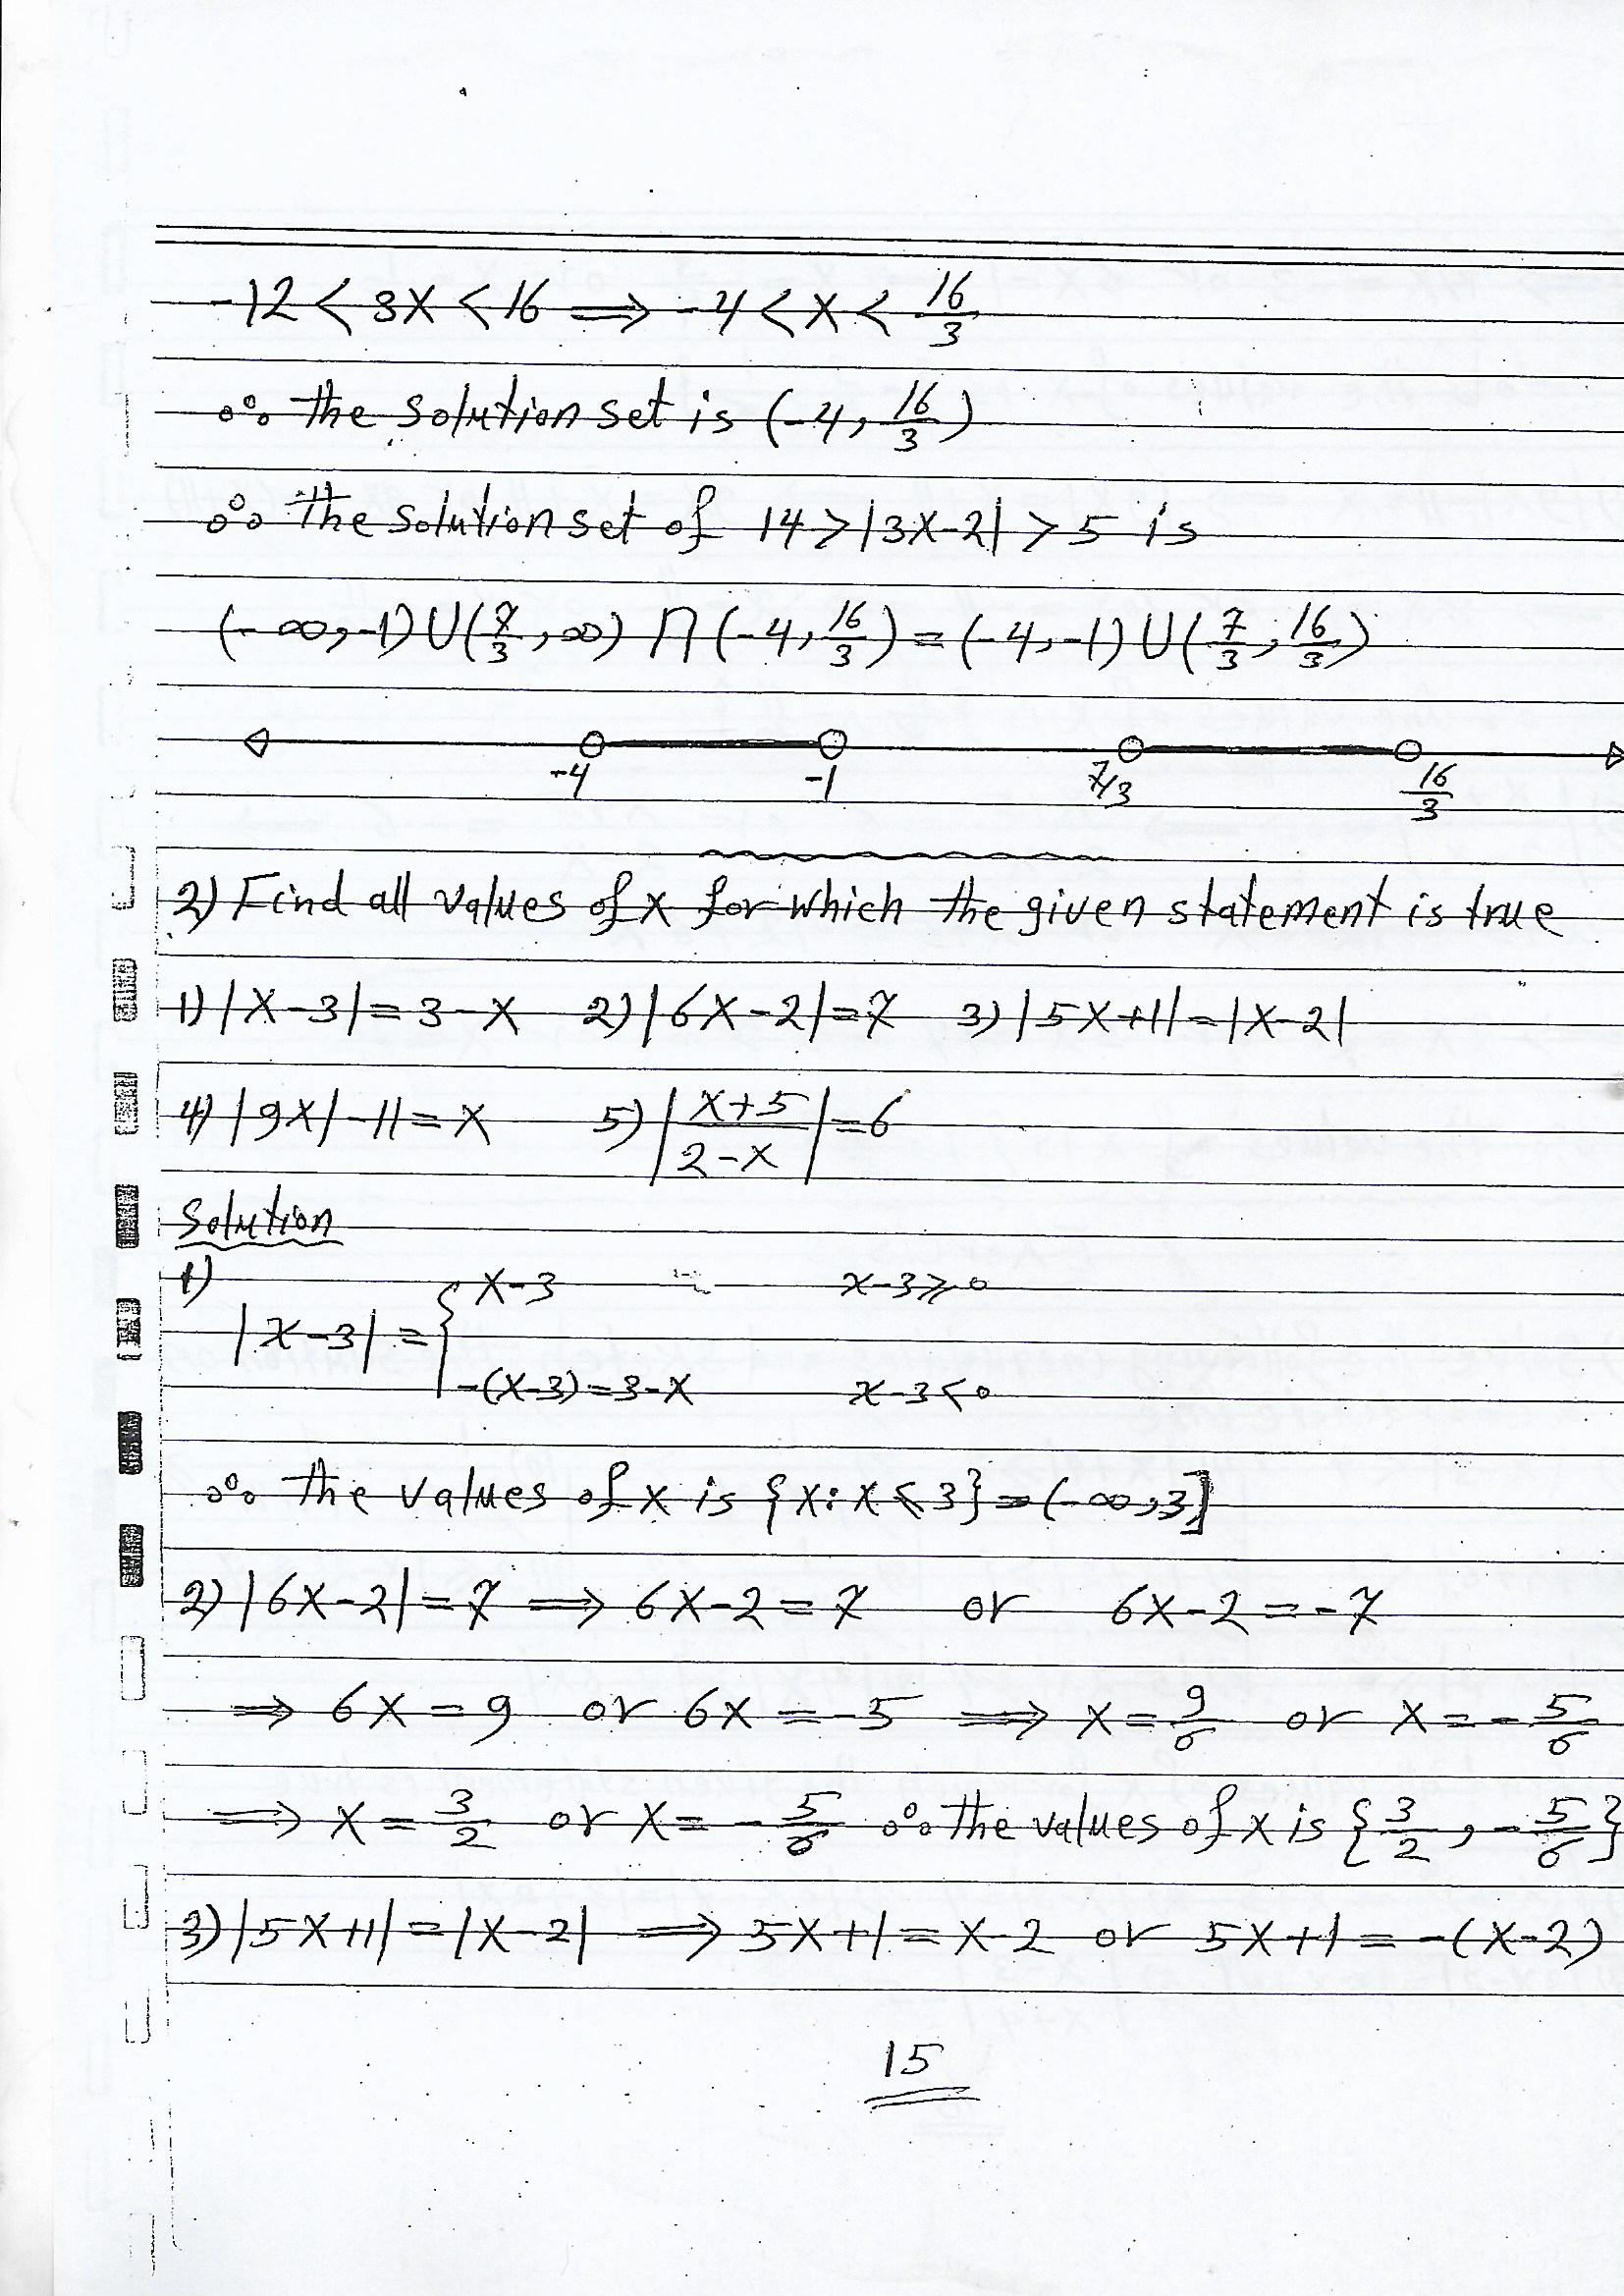 -12 < 3X < 16 ⟹ -4 < X < 16/3
∴ the solution set is (-4, 16/3)
∴ The solution set of 14 > |3X-2| > 5 is
(-∞, -1) ∪ (7/3, ∞) ∩ (-4, 16/3) = (-4, -1) ∪ (7/3, 16/3)
-4 -1 7/3 16/3
2) Find all values of x for which the given statement is true
1) |X-3| = 3-X 2) |6X-2| = 7 3) |5X+1| = |X-2|
4) |9X| -11 = X 5) |X+5 / 2-X| = 6
Solution
1)
X-3 x-3 ⩾ 0
|x-3| = {
-(X-3) = 3-X x-3 < 0
∴ the values of x is {X: X ⩽ 3} = (-∞, 3]
2) |6X-2| = 7 ⟹ 6X-2 = 7 or 6X-2 = -7
⟹ 6X = 9 or 6X = -5 ⟹ X = 9/6 or X = -5/6
⟹ X = 3/2 or X = -5/6 ∴ the values of x is {3/2, -5/6}
3) |5X+1| = |X-2| ⟹ 5X+1 = X-2 or 5X+1 = -(X-2)
15